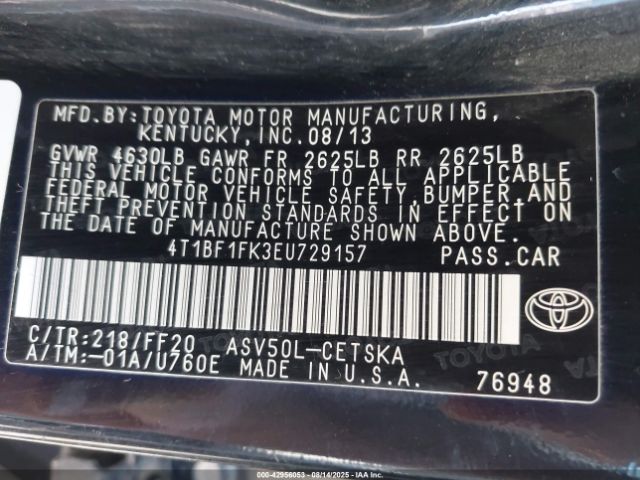 MFD.BY:TOYOTA MOTOR MANUFACTURING,
KENTUCKY,INC.08/13
GVWR 4630LB GAWR FR 2625LB RR 2625LB
THIS VEHICLE CONFORMS TO ALL APPLICABLE
FEDERAL MOTOR VEHICLE SAFETY,BUMPER,AND
THEFT PREVENTION STANDARDS IN EFFECT ON
THE DATE OF MANUFACTURE SHOWN ABOVE.
4T1BF1FK3EU729157 PASS.CAR
TOYOTA
C/TR:218/FF20 ASV50L-CETSKA
A/TM:-01A/U760E MADE IN U.S.A. 76948
000-42956053 - 08/14/2025 - IAAI.COM